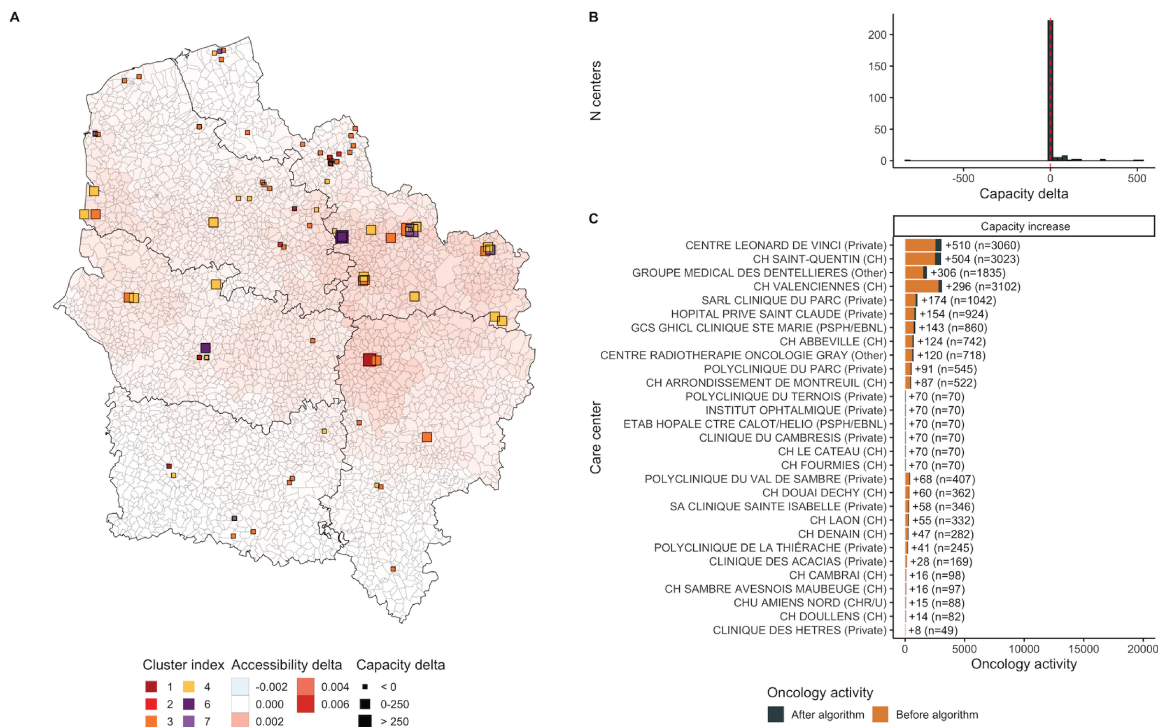 A
Cluster index
1
2
3
4
6
7
Accessibility delta
-0.002
0.000
0.002
0.004
0.006
Capacity delta
< 0
0-250
> 250
B
N centers
200
150
100
50
0
-500
0
500
Capacity delta
C
Capacity increase
Care center
CENTRE LEONARD DE VINCI (Private) +510 (n=3060)
CH SAINT-QUENTIN (CH) +504 (n=3023)
GROUPE MEDICAL DES DENTELLIERES (Other) +306 (n=1835)
CH VALENCIENNES (CH) +296 (n=3102)
SARL CLINIQUE DU PARC (Private) +174 (n=1042)
HOPITAL PRIVE SAINT CLAUDE (Private) +154 (n=924)
GCS GHICL CLINIQUE STE MARIE (PSPH/EBNL) +143 (n=860)
CH ABBEVILLE (CH) +124 (n=742)
CENTRE RADIOTHERAPIE ONCOLOGIE GRAY (Other) +120 (n=718)
POLYCLINIQUE DU PARC (Private) +91 (n=545)
CH ARRONDISSEMENT DE MONTREUIL (CH) +87 (n=522)
POLYCLINIQUE DU TERNOIS (Private) +70 (n=70)
INSTITUT OPHTALMIQUE (Private) +70 (n=70)
ETAB HOPALE CTRE CALOT/HELIO (PSPH/EBNL) +70 (n=70)
CLINIQUE DU CAMBRESIS (Private) +70 (n=70)
CH LE CATEAU (CH) +70 (n=70)
CH FOURMIES (CH) +70 (n=70)
POLYCLINIQUE DU VAL DE SAMBRE (Private) +68 (n=407)
CH DOUAI DECHY (CH) +60 (n=362)
SA CLINIQUE SAINTE ISABELLE (Private) +58 (n=346)
CH LAON (CH) +55 (n=332)
CH DENAIN (CH) +47 (n=282)
POLYCLINIQUE DE LA THIÉRACHE (Private) +41 (n=245)
CLINIQUE DES ACACIAS (Private) +28 (n=169)
CH CAMBRAI (CH) +16 (n=98)
CH SAMBRE AVESNOIS MAUBEUGE (CH) +16 (n=97)
CHU AMIENS NORD (CHR/U) +15 (n=88)
CH DOULLENS (CH) +14 (n=82)
CLINIQUE DES HETRES (Private) +8 (n=49)
0 5000 10000 15000 20000
Oncology activity
Oncology activity
After algorithm Before algorithm